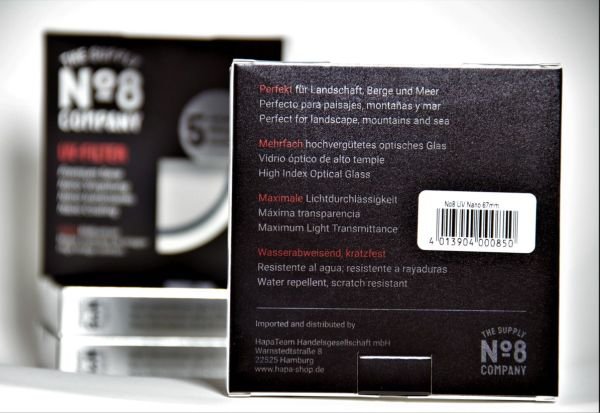 THE SUPPLY
Nº8
COMPANY
UV FILTER
5
Perfekt für Landschaft, Berge und Meer
Perfecto para paisajes, montañas y mar
Perfect for landscape, mountains and sea
Mehrfach hochvergütetes optisches Glas
Vidrio óptico de alto temple
High Index Optical Glass
Maximale Lichtdurchlässigkeit
Máxima transparencia
Maximum Light Transmittance
Wasserabweisend, kratzfest
Resistente al agua; resistente a rayaduras
Water repellent, scratch resistant
No8 UV Nano 67mm
4 013904 000850
Imported and distributed by
HapaTeam Handelsgesellschaft mbH
Warnstedtstraße 8
22525 Hamburg
www.hapa-shop.de
THE SUPPLY
Nº8
COMPANY